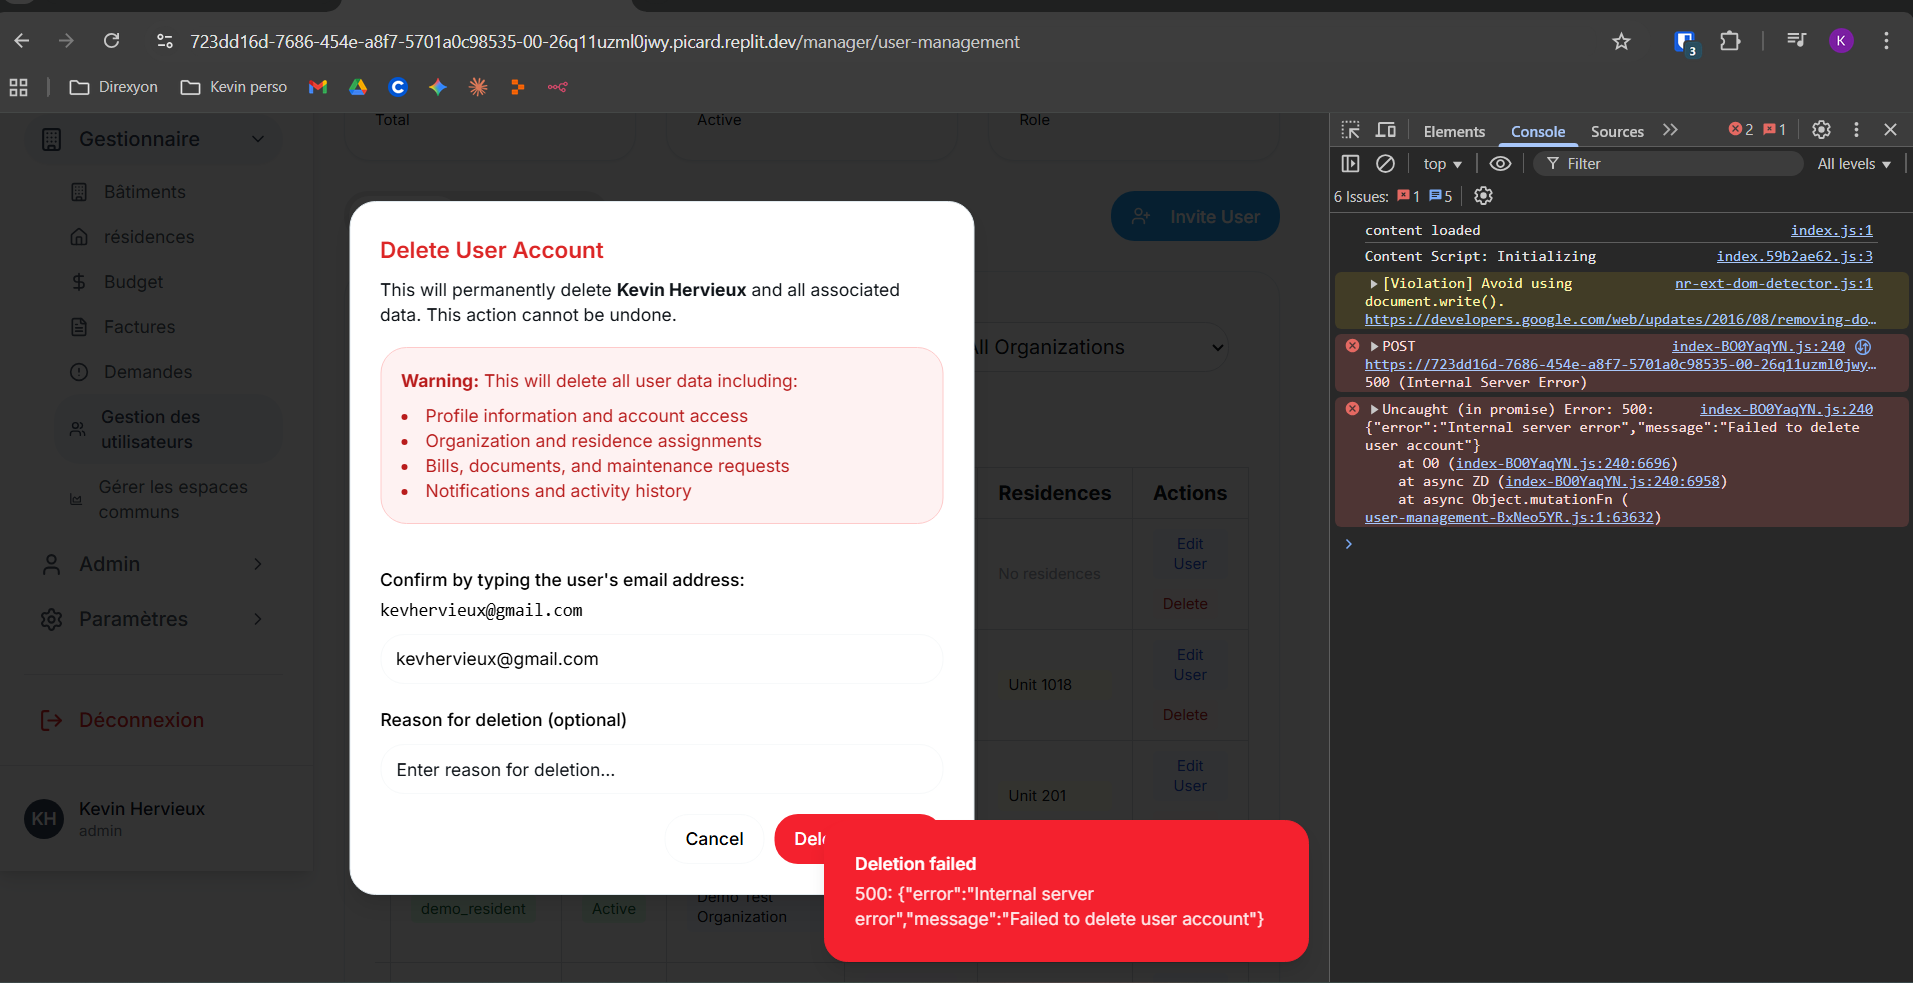 723dd16d-7686-454e-a8f7-5701a0c98535-00-26q11uzml0jwy.picard.replit.dev/manager/user-management
3
K
Direxyon
Kevin perso
Gestionnaire
Bâtiments
résidences
Budget
Factures
Demandes
Gestion des
utilisateurs
Gérer les espaces
communs
Admin
Paramètres
Déconnexion
KH
Kevin Hervieux
admin
Total
Active
Role
Invite User
All Organizations
Residences
Actions
No residences
Edit
User
Delete
Unit 1018
Edit
User
Delete
Unit 201
Edit
User
demo_resident
Active
Demo Test
Organization
Delete User Account
This will permanently delete Kevin Hervieux and all associated
data. This action cannot be undone.
Warning: This will delete all user data including:
• Profile information and account access
• Organization and residence assignments
• Bills, documents, and maintenance requests
• Notifications and activity history
Confirm by typing the user's email address:
kevhervieux@gmail.com
kevhervieux@gmail.com
Reason for deletion (optional)
Enter reason for deletion...
Cancel
Deletion failed
500: {"error":"Internal server
error","message":"Failed to delete user account"}
Elements
Console
Sources
2
1
top
Filter
All levels
6 Issues:
1
5
content loaded
index.js:1
Content Script: Initializing
index.59b2ae62.js:3
[Violation] Avoid using
nr-ext-dom-detector.js:1
document.write().
https://developers.google.com/web/updates/2016/08/removing-do…
POST
index-BO0YaqYN.js:240
https://723dd16d-7686-454e-a8f7-5701a0c98535-00-26q11uzml0jwy…
500 (Internal Server Error)
Uncaught (in promise) Error: 500:
index-BO0YaqYN.js:240
{"error":"Internal server error","message":"Failed to delete
user account"}
at O0 (index-BO0YaqYN.js:240:6696)
at async ZD (index-BO0YaqYN.js:240:6958)
at async Object.mutationFn (
user-management-BxNeo5YR.js:1:63632)